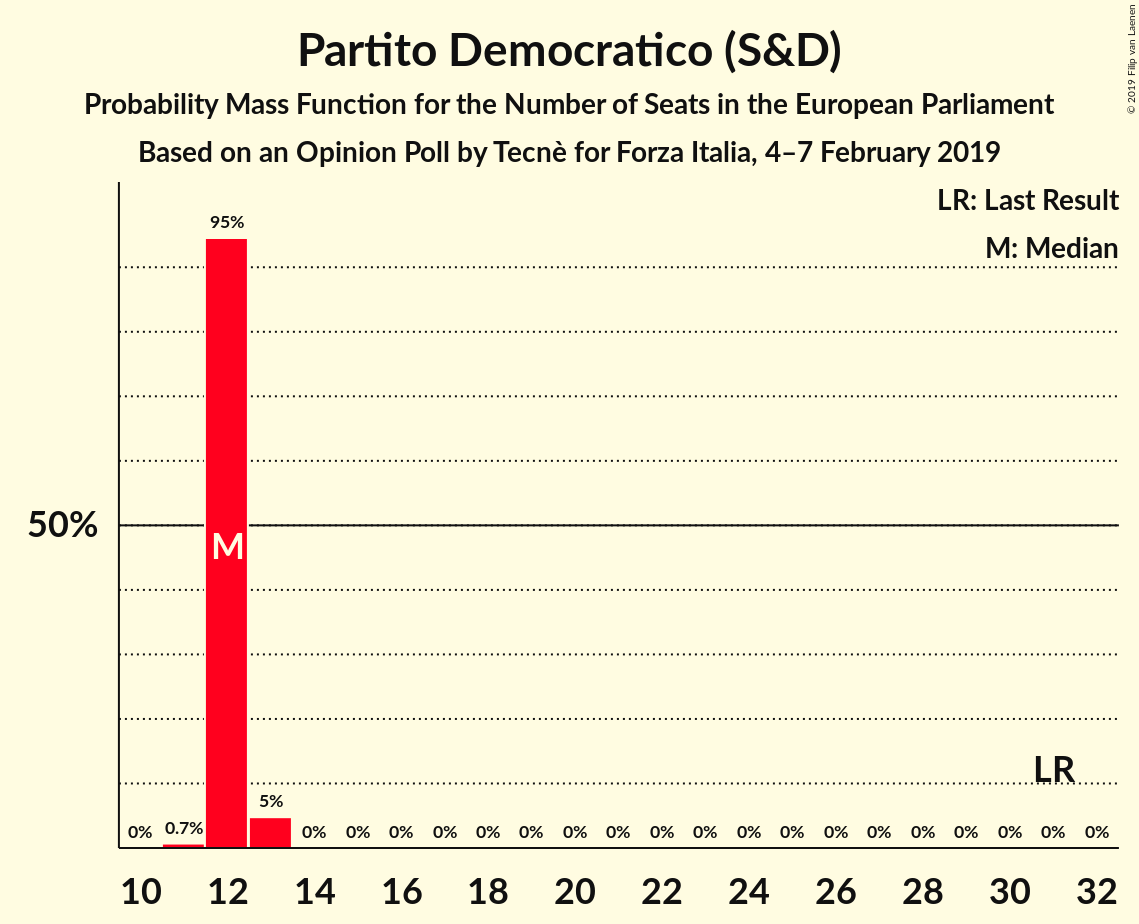 Partito Democratico (S&D)
Probability Mass Function for the Number of Seats in the European Parliament
Based on an Opinion Poll by Tecnè for Forza Italia, 4–7 February 2019
© 2019 Filip van Laenen
LR: Last Result
M: Median
95%
50%
M
LR
0% 0.7% 5% 0% 0% 0% 0% 0% 0% 0% 0% 0% 0% 0% 0% 0% 0% 0% 0% 0% 0% 0%
10 12 14 16 18 20 22 24 26 28 30 32